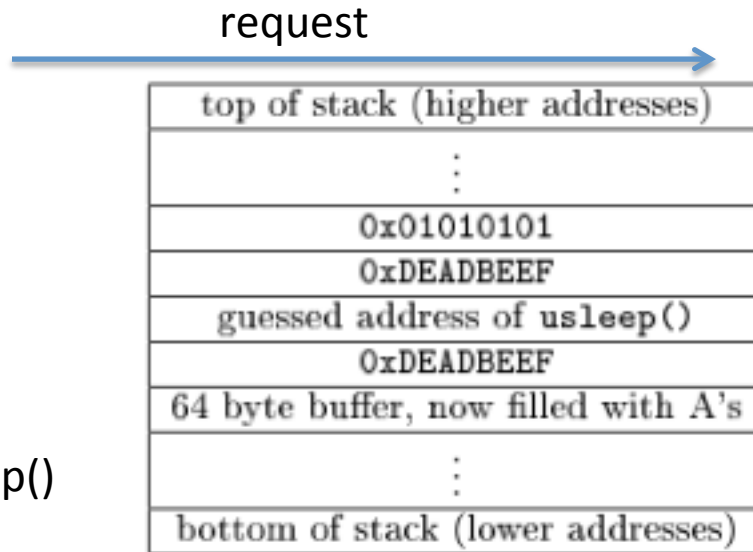 request
top of stack (higher addresses)
⋮
0x01010101
0xDEADBEEF
guessed address of usleep()
0xDEADBEEF
64 byte buffer, now filled with A's
p()
⋮
bottom of stack (lower addresses)